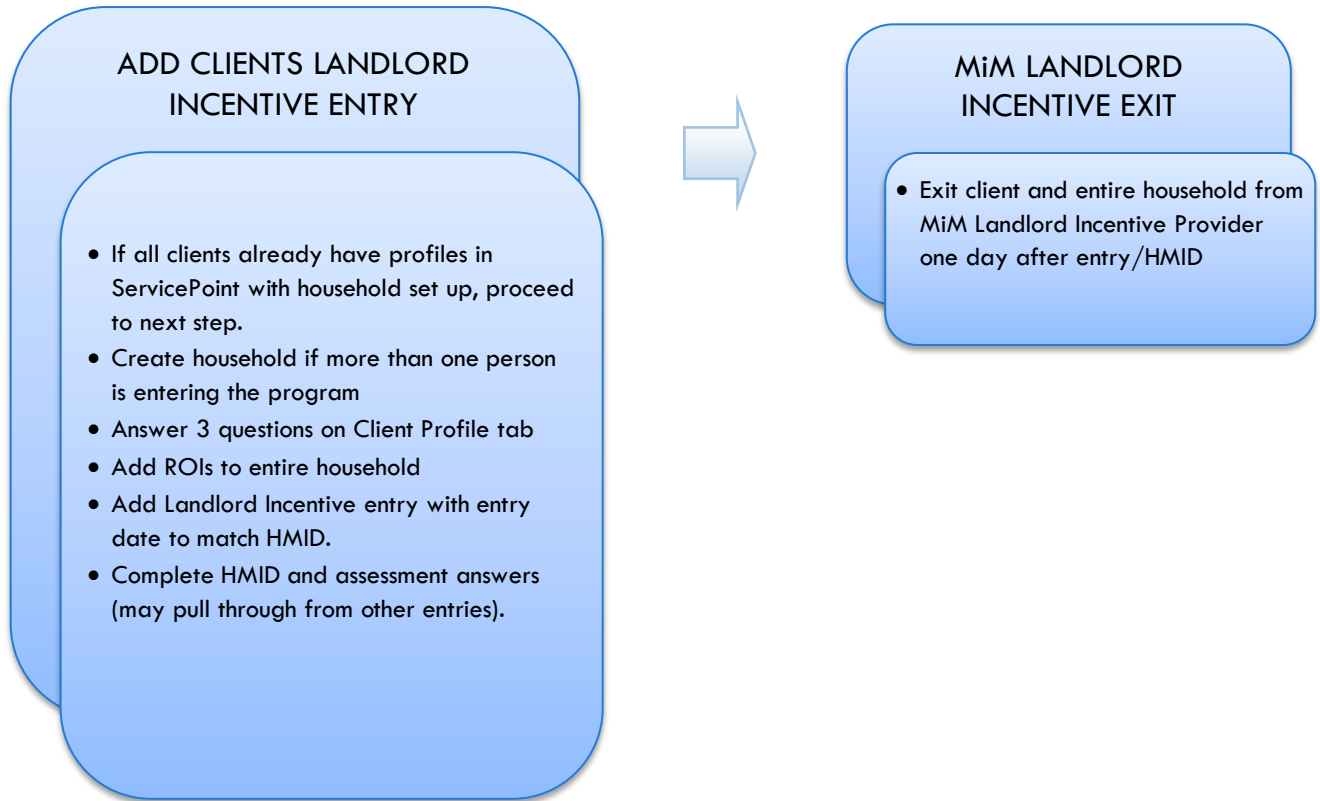 ADD CLIENTS LANDLORD
INCENTIVE ENTRY
• If all clients already have profiles in
ServicePoint with household set up, proceed
to next step.
• Create household if more than one person
is entering the program
• Answer 3 questions on Client Profile tab
• Add ROIs to entire household
• Add Landlord Incentive entry with entry
date to match HMID.
• Complete HMID and assessment answers
(may pull through from other entries).
MiM LANDLORD
INCENTIVE EXIT
• Exit client and entire household from
MiM Landlord Incentive Provider
one day after entry/HMID